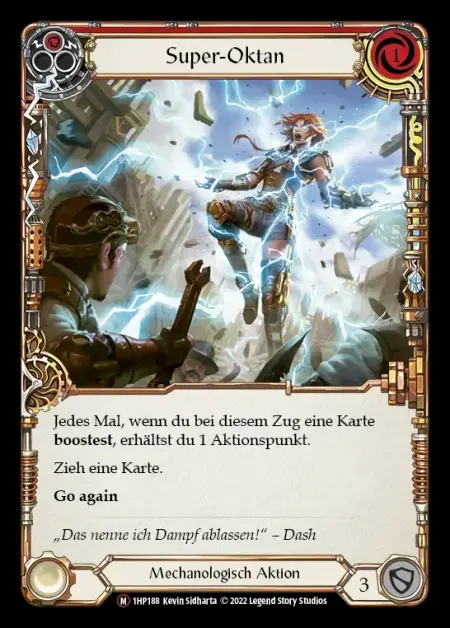 Super-Oktan
1
Jedes Mal, wenn du bei diesem Zug eine Karte
boostest, erhältst du 1 Aktionspunkt.
Zieh eine Karte.
Go again
„Das nenne ich Dampf ablassen!“ – Dash
Mechanologisch Aktion
3
M 1HP188 Kevin Sidharta © 2022 Legend Story Studios